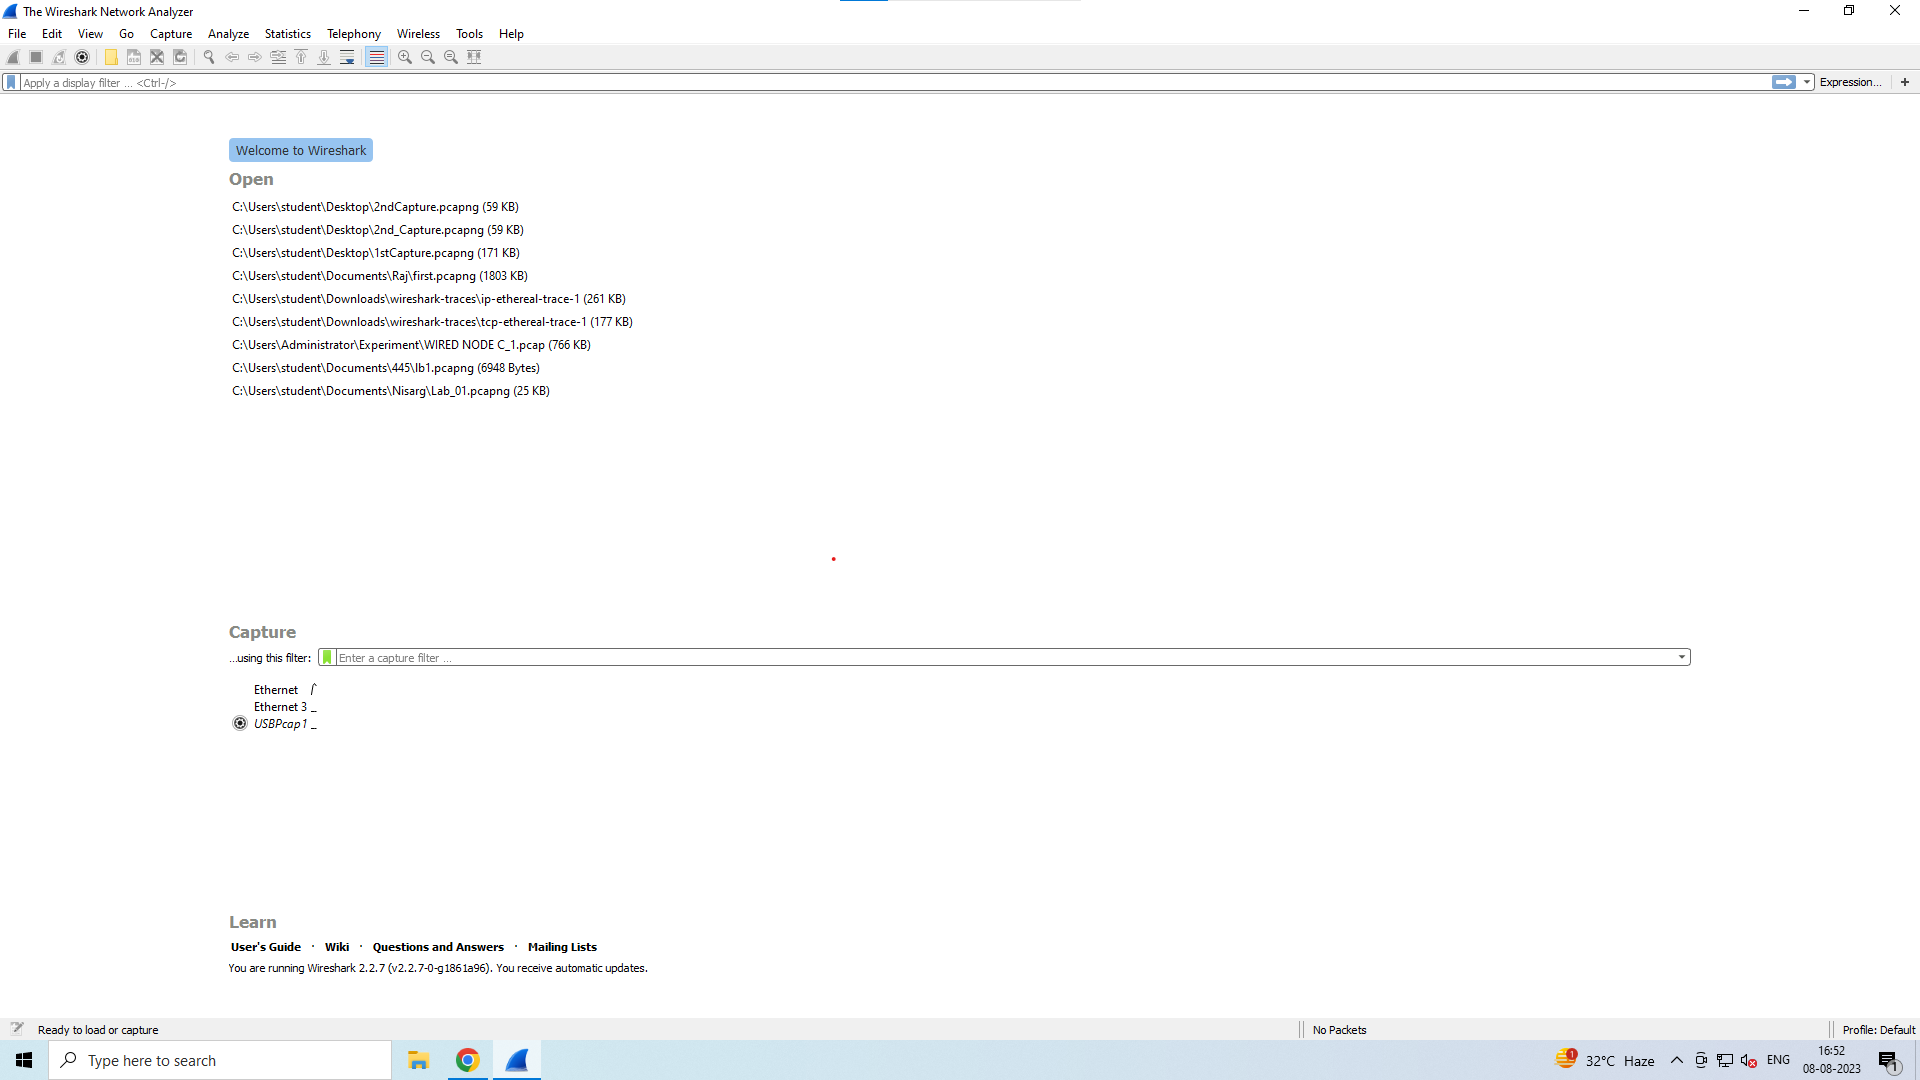 The Wireshark Network Analyzer
File Edit View Go Capture Analyze Statistics Telephony Wireless Tools Help
Apply a display filter ... <Ctrl-/> Expression... +
Welcome to Wireshark
Open
C:\Users\student\Desktop\2ndCapture.pcapng (59 KB)
C:\Users\student\Desktop\2nd_Capture.pcapng (59 KB)
C:\Users\student\Desktop\1stCapture.pcapng (171 KB)
C:\Users\student\Documents\Raj\first.pcapng (1803 KB)
C:\Users\student\Downloads\wireshark-traces\ip-ethereal-trace-1 (261 KB)
C:\Users\student\Downloads\wireshark-traces\tcp-ethereal-trace-1 (177 KB)
C:\Users\Administrator\Experiment\WIRED NODE C_1.pcap (766 KB)
C:\Users\student\Documents\445\lb1.pcapng (6948 Bytes)
C:\Users\student\Documents\Nisarg\Lab_01.pcapng (25 KB)
Capture
...using this filter: Enter a capture filter ...
Ethernet
Ethernet 3
USBPcap1
Learn
User's Guide · Wiki · Questions and Answers · Mailing Lists
You are running Wireshark 2.2.7 (v2.2.7-0-g1861a96). You receive automatic updates.
Ready to load or capture No Packets Profile: Default
Type here to search 1 32°C Haze ENG 16:52
08-08-2023 1